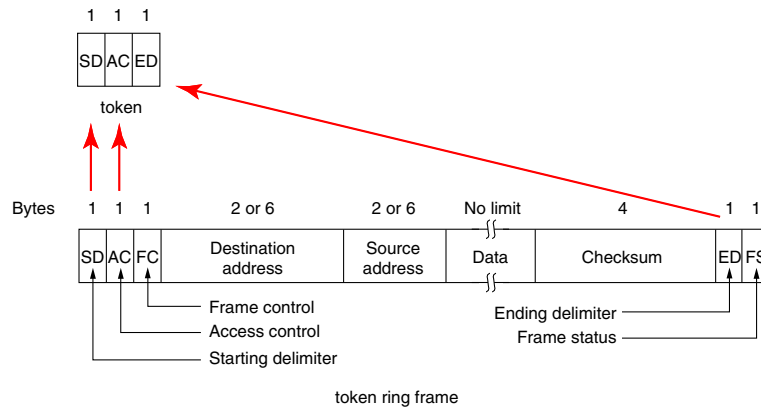 1 1 1
SD AC ED
token
Bytes 1 1 1 2 or 6 2 or 6 No limit 4 1 1
SD AC FC Destination address Source address Data Checksum ED FS
Frame control
Access control
Starting delimiter
Ending delimiter
Frame status
token ring frame